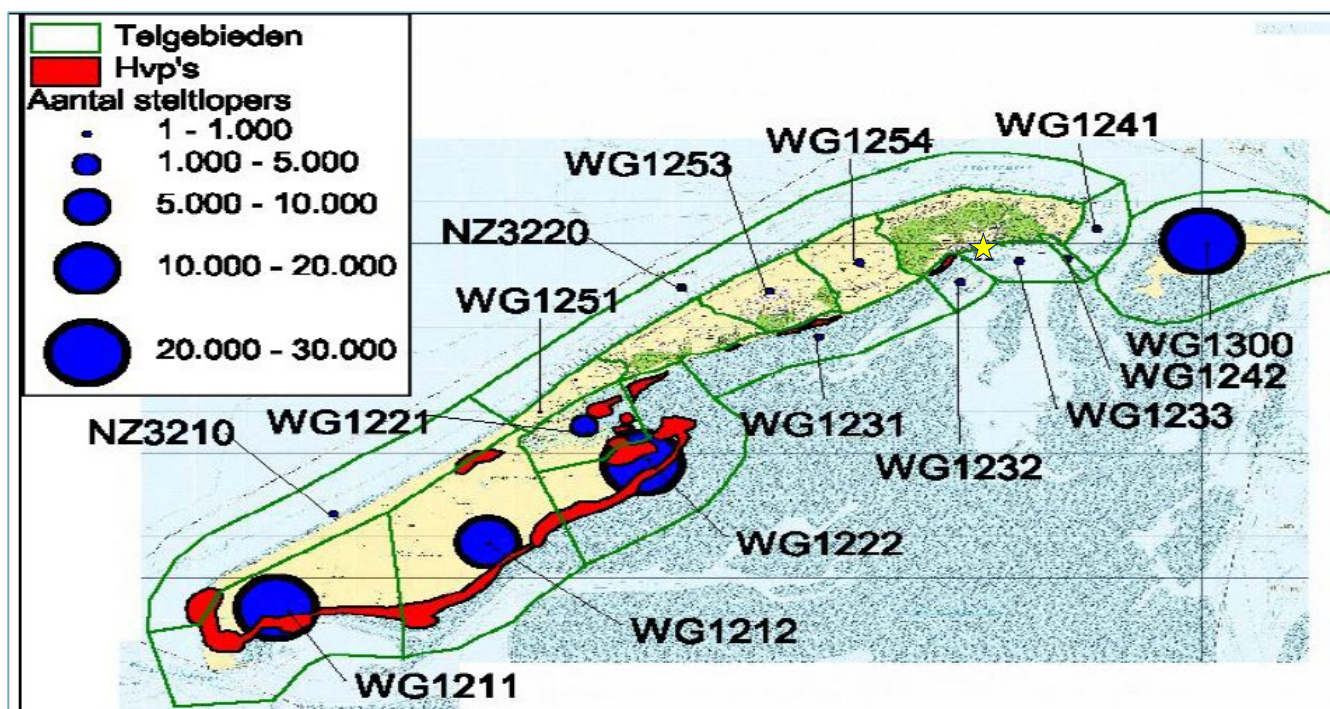 Telgebieden
Hvp's
Aantal steltlopers
1 - 1.000
1.000 - 5.000
5.000 - 10.000
10.000 - 20.000
20.000 - 30.000
WG1241
WG1254
WG1253
NZ3220
WG1251
WG1300
WG1242
WG1221
WG1233
NZ3210
WG1231
WG1232
WG1222
WG1212
WG1211